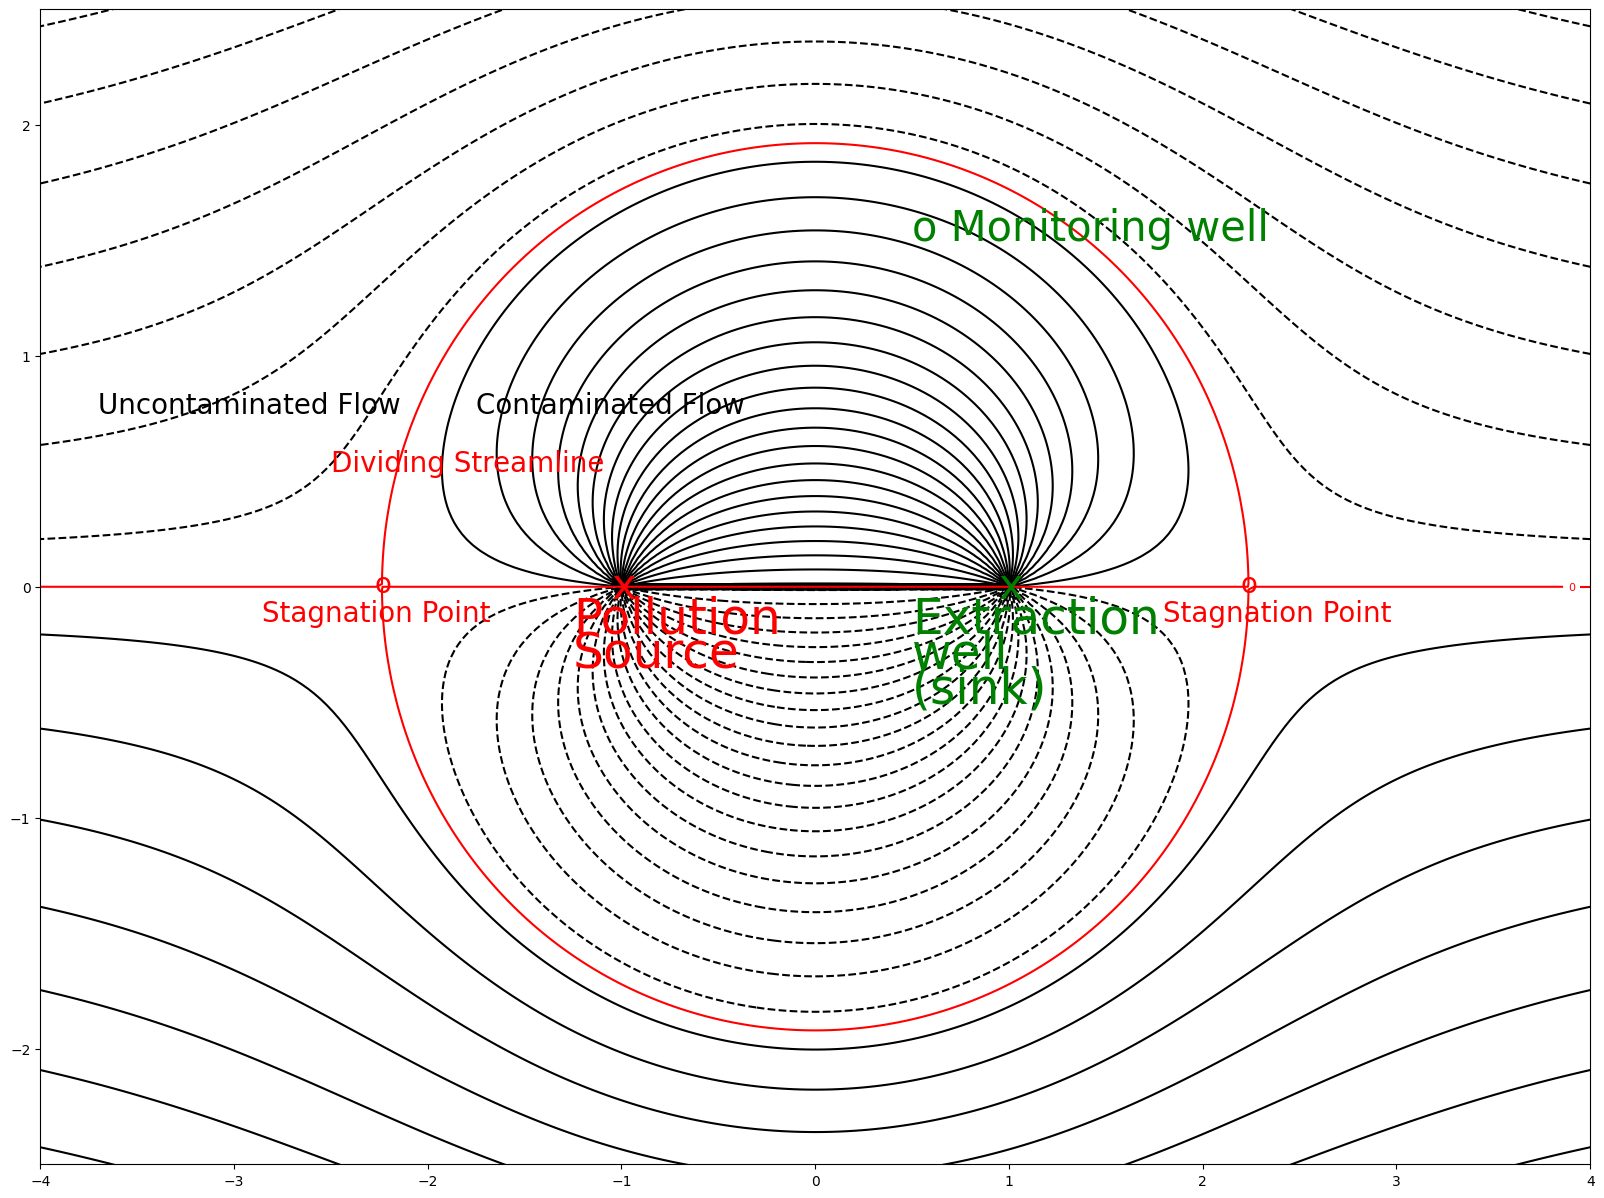 2
o Monitoring well
1
Uncontaminated Flow
Contaminated Flow
Dividing Streamline
0
o
X
X
o
0
Stagnation Point
Pollution
Source
Extraction
well
(sink)
Stagnation Point
−1
−2
−4
−3
−2
−1
0
1
2
3
4